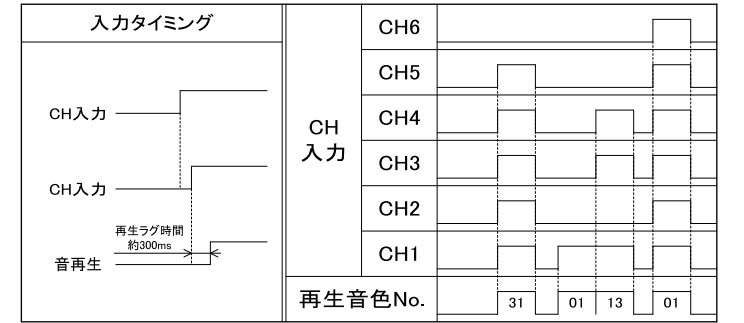 入力タイミング
CH入力
CH入力
再生ラグ時間
約300ms
音再生
CH
入力
CH6
CH5
CH4
CH3
CH2
CH1
再生音色No.
31
01
13
01